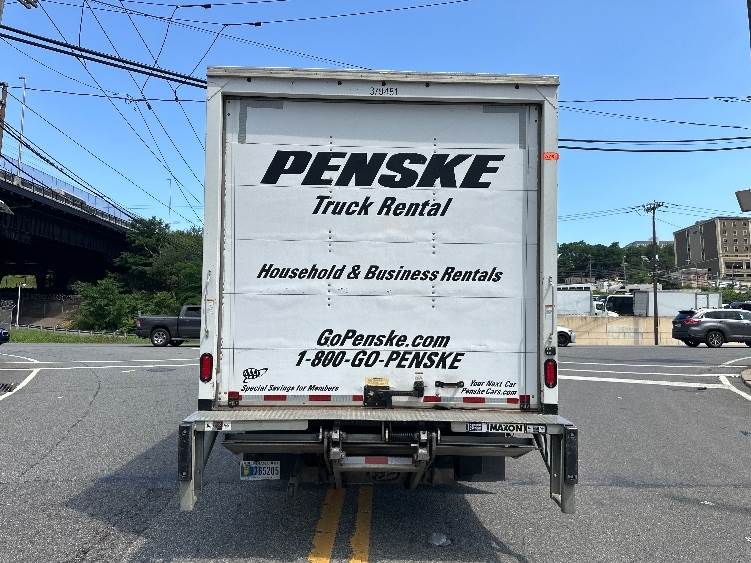 379451
PENSKE
Truck Rental
Household & Business Rentals
GoPenske.com
1-800-GO-PENSKE
AAA
Special Savings for Members
Your Next Car
PenskeCars.com
MAXON